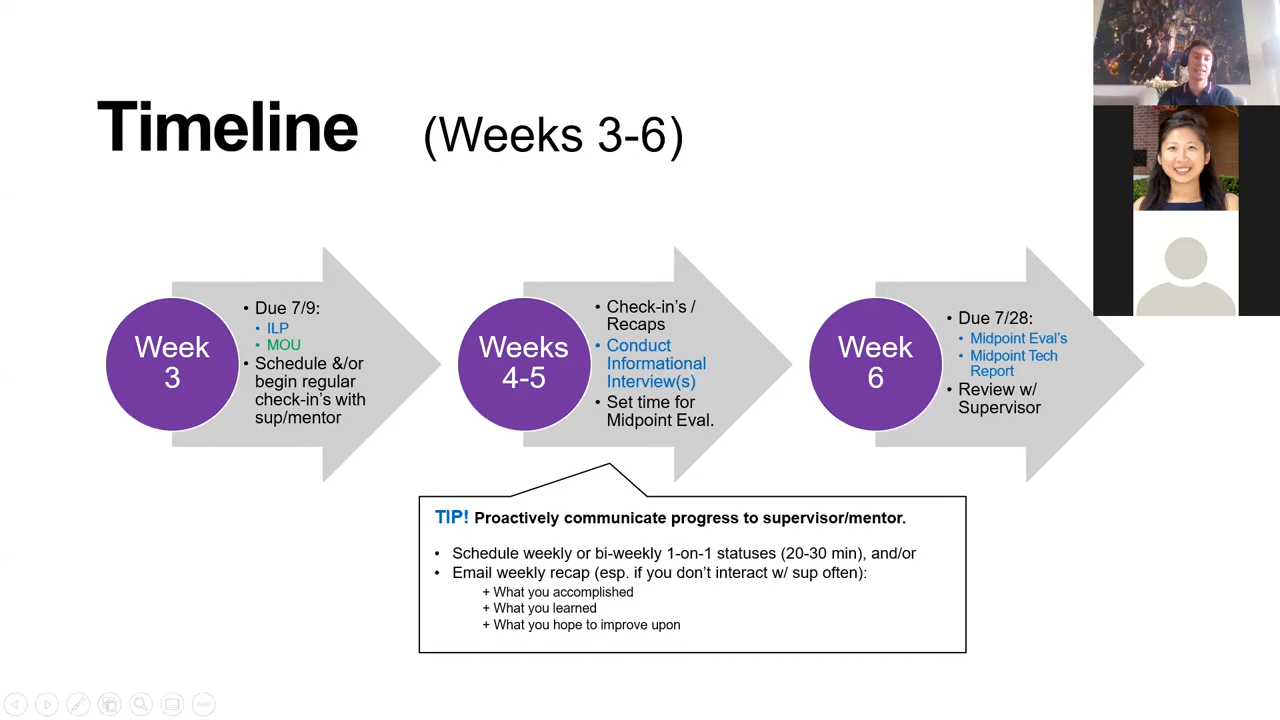 Timeline (Weeks 3-6)
Week
3
• Due 7/9:
• ILP
• MOU
• Schedule &/or
begin regular
check-in’s with
sup/mentor
Weeks
4-5
• Check-in’s /
Recaps
• Conduct
Informational
Interview(s)
• Set time for
Midpoint Eval.
Week
6
• Due 7/28:
• Midpoint Eval’s
• Midpoint Tech
Report
• Review w/
Supervisor
TIP! Proactively communicate progress to supervisor/mentor.
• Schedule weekly or bi-weekly 1-on-1 statuses (20-30 min), and/or
• Email weekly recap (esp. if you don’t interact w/ sup often):
+ What you accomplished
+ What you learned
+ What you hope to improve upon